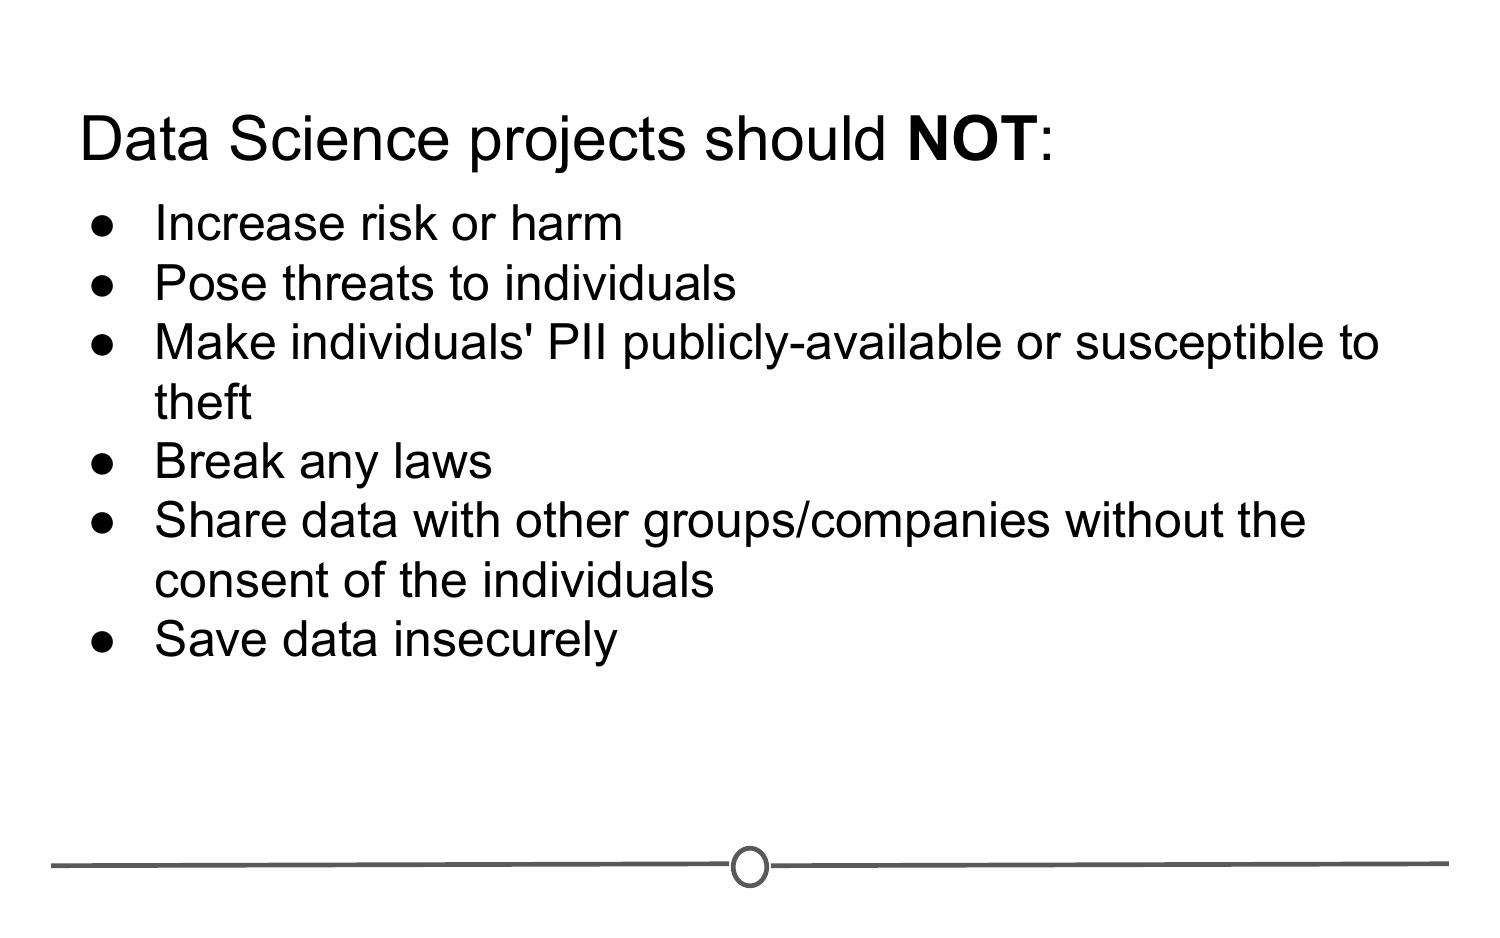 Data Science projects should NOT:
● Increase risk or harm
● Pose threats to individuals
● Make individuals' PII publicly-available or susceptible to
theft
● Break any laws
● Share data with other groups/companies without the
consent of the individuals
● Save data insecurely